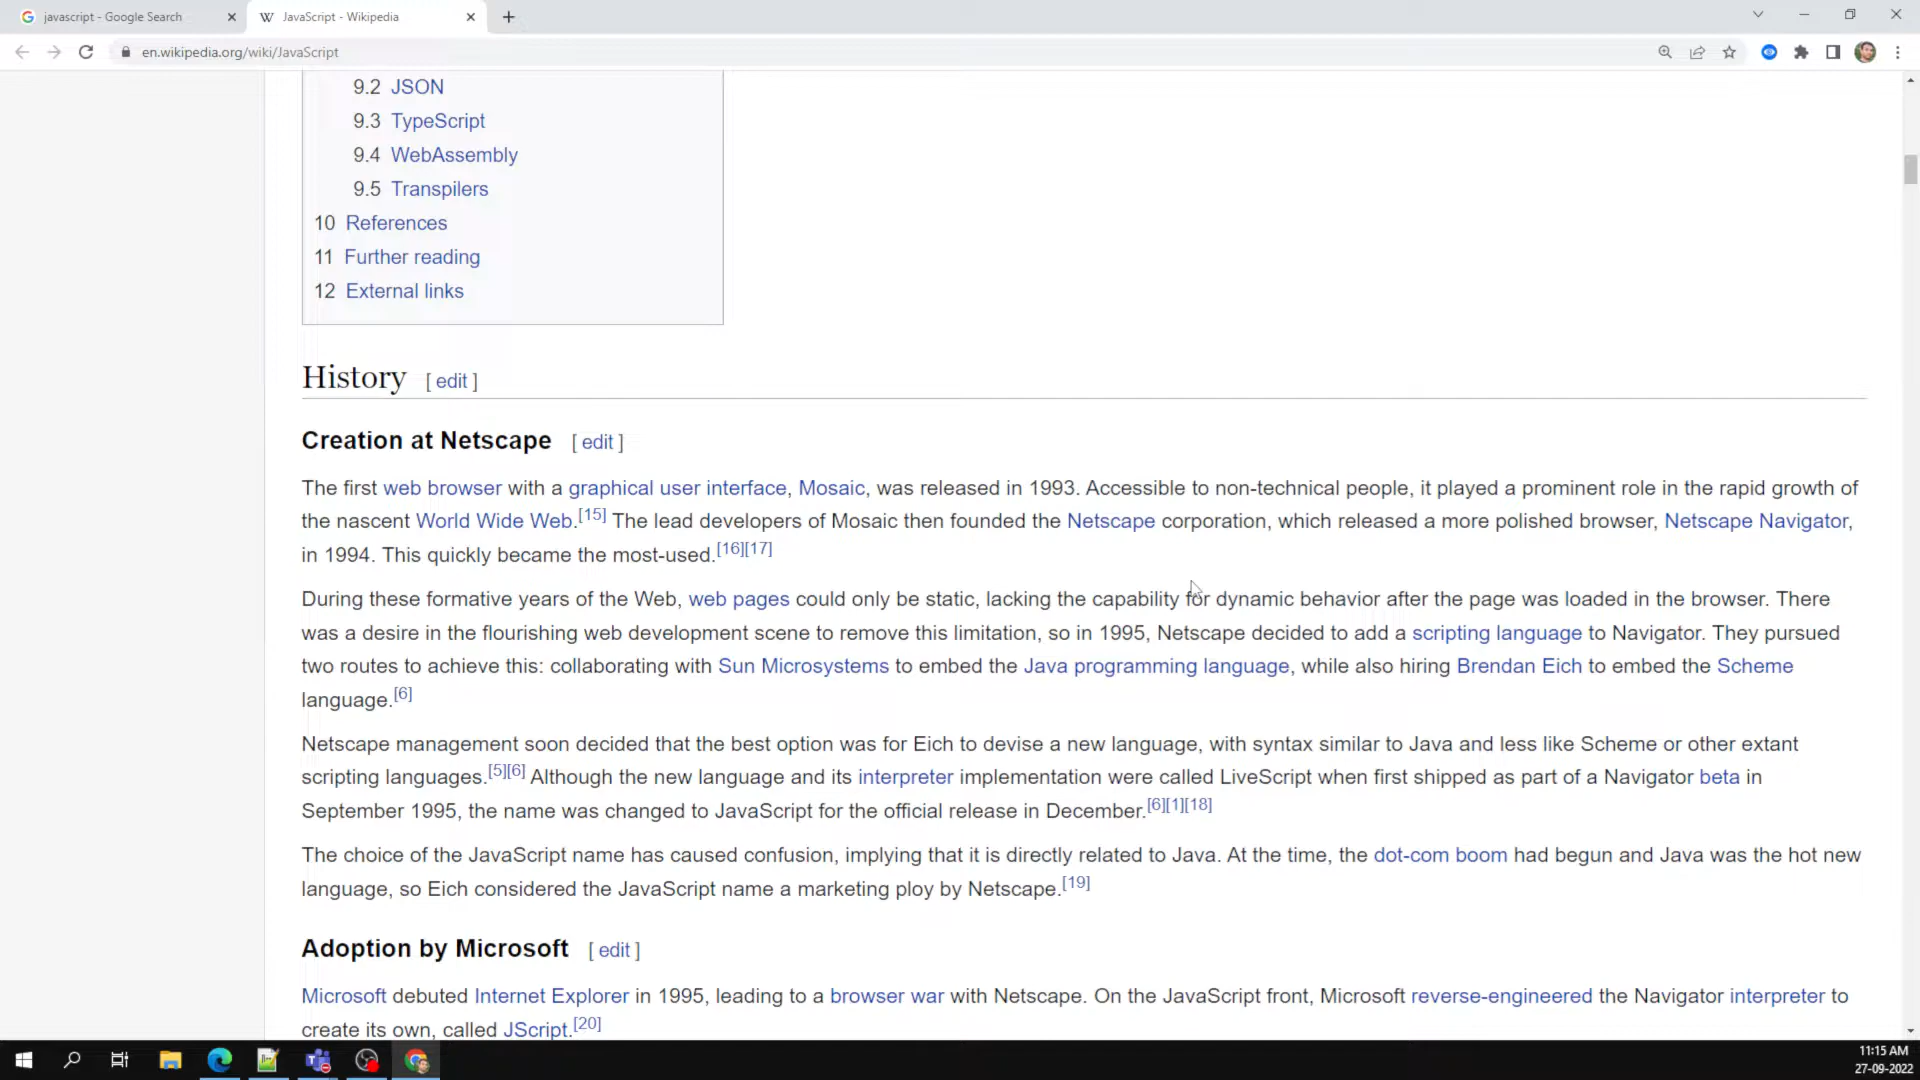 javascript - Google Search
JavaScript - Wikipedia
en.wikipedia.org/wiki/JavaScript
9.2 JSON
9.3 TypeScript
9.4 WebAssembly
9.5 Transpilers
10 References
11 Further reading
12 External links
History [ edit ]
Creation at Netscape [ edit ]
The first web browser with a graphical user interface, Mosaic, was released in 1993. Accessible to non-technical people, it played a prominent role in the rapid growth of
the nascent World Wide Web.[15] The lead developers of Mosaic then founded the Netscape corporation, which released a more polished browser, Netscape Navigator,
in 1994. This quickly became the most-used.[16][17]
During these formative years of the Web, web pages could only be static, lacking the capability for dynamic behavior after the page was loaded in the browser. There
was a desire in the flourishing web development scene to remove this limitation, so in 1995, Netscape decided to add a scripting language to Navigator. They pursued
two routes to achieve this: collaborating with Sun Microsystems to embed the Java programming language, while also hiring Brendan Eich to embed the Scheme
language.[6]
Netscape management soon decided that the best option was for Eich to devise a new language, with syntax similar to Java and less like Scheme or other extant
scripting languages.[5][6] Although the new language and its interpreter implementation were called LiveScript when first shipped as part of a Navigator beta in
September 1995, the name was changed to JavaScript for the official release in December.[6][1][18]
The choice of the JavaScript name has caused confusion, implying that it is directly related to Java. At the time, the dot-com boom had begun and Java was the hot new
language, so Eich considered the JavaScript name a marketing ploy by Netscape.[19]
Adoption by Microsoft [ edit ]
Microsoft debuted Internet Explorer in 1995, leading to a browser war with Netscape. On the JavaScript front, Microsoft reverse-engineered the Navigator interpreter to
create its own, called JScript.[20]
11:15 AM
27-09-2022